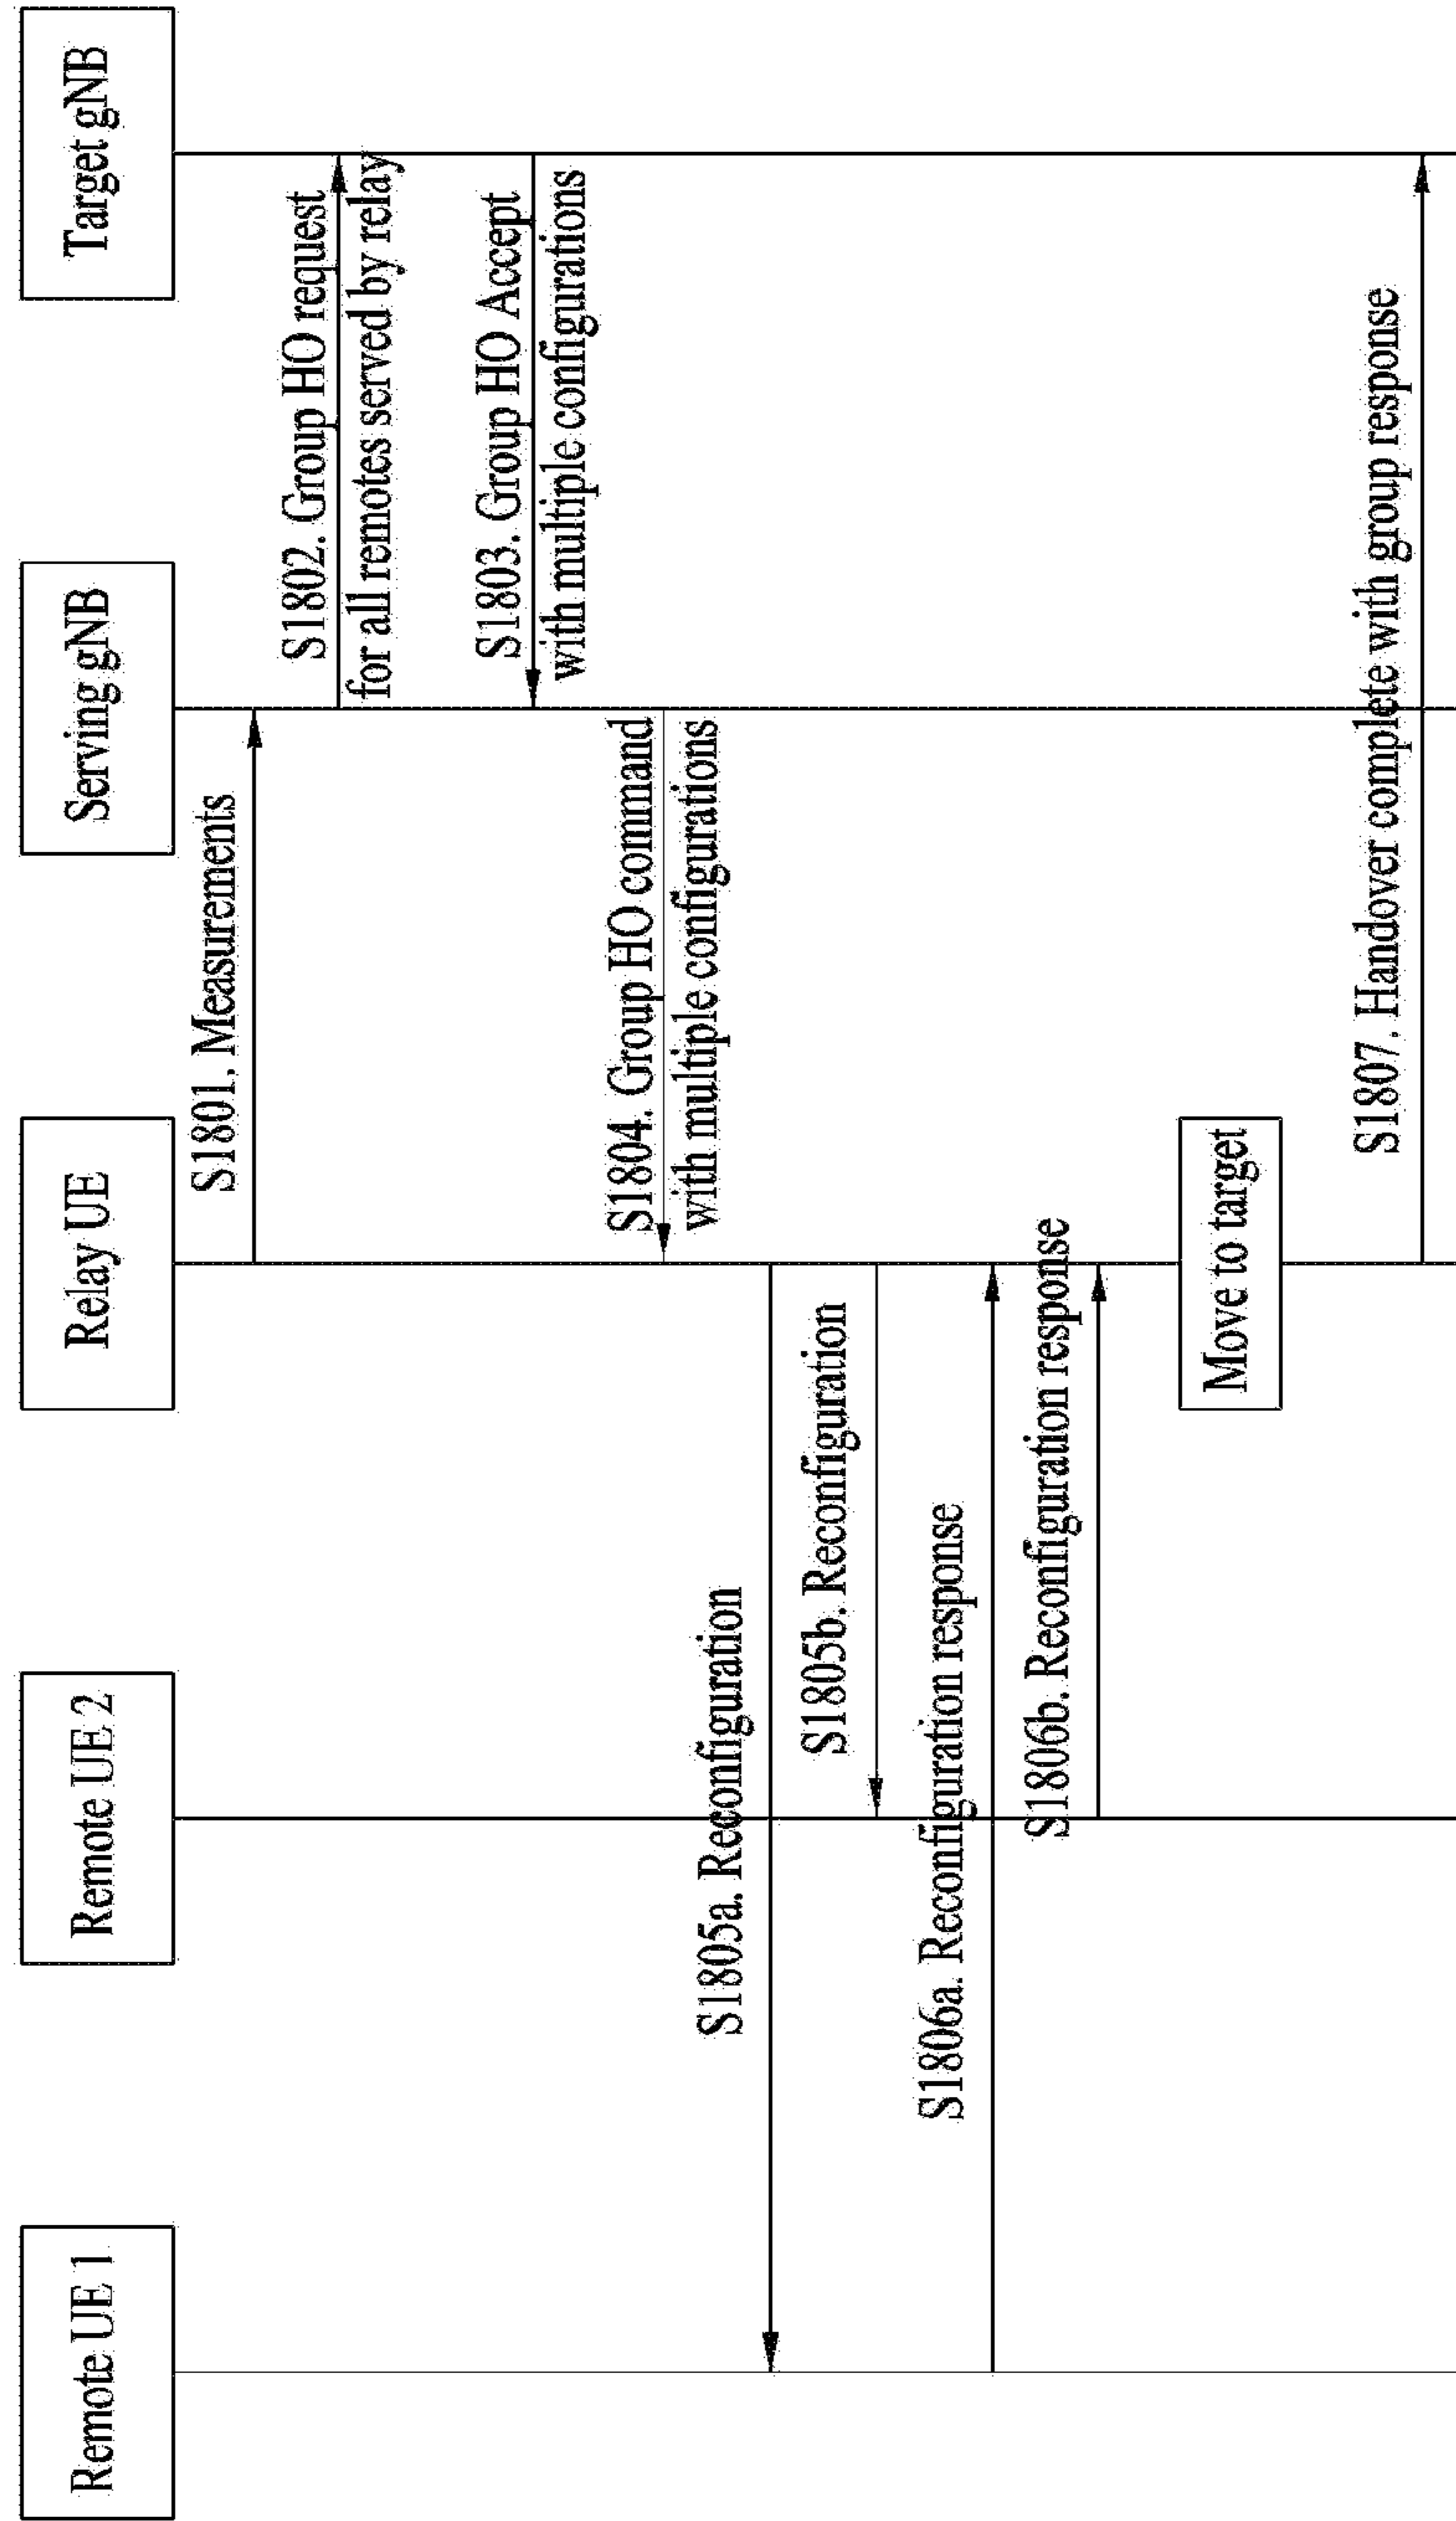 Remote UE 1
Remote UE 2
Relay UE
Serving gNB
Target gNB
S1801. Measurements
S1802. Group HO request
for all remotes served by relay
S1803. Group HO Accept
with multiple configurations
S1804. Group HO command
with multiple configurations
S1805a. Reconfiguration
S1805b. Reconfiguration
S1806a. Reconfiguration response
S1806b. Reconfiguration response
Move to target
S1807. Handover complete with group response